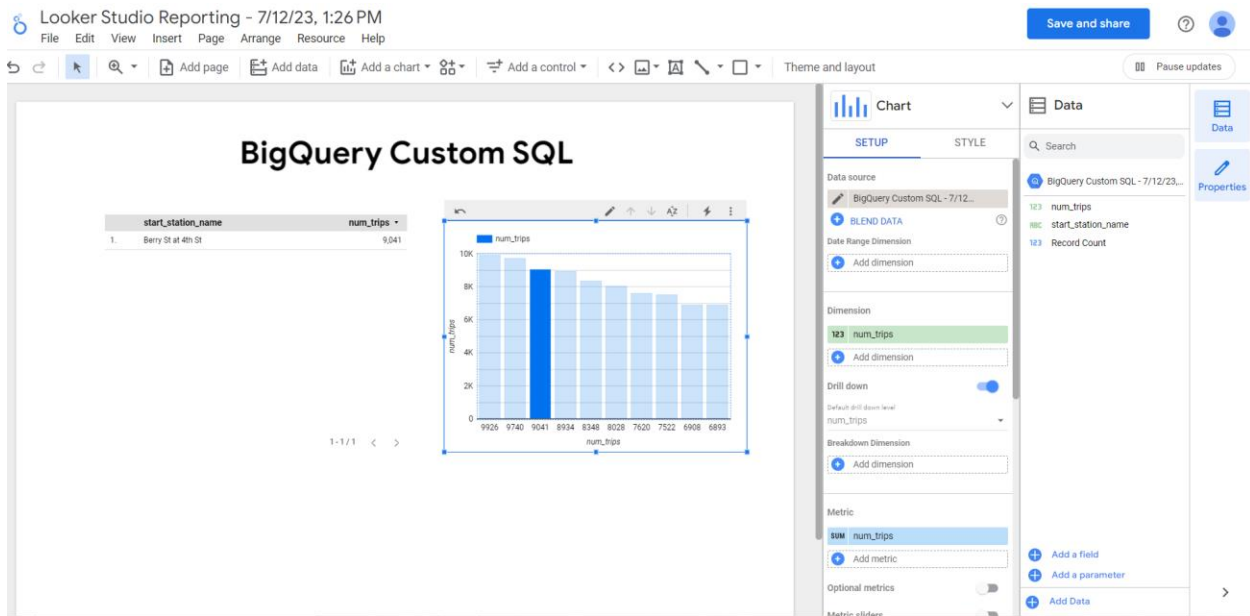 Looker Studio Reporting - 7/12/23, 1:26 PM
File Edit View Insert Page Arrange Resource Help
Save and share
Add page
Add data
Add a chart
Add a control
Theme and layout
Pause updates
BigQuery Custom SQL
start_station_name num_trips
1. Berry St at 4th St 9,041
1-1/1
num_trips
10K
8K
6K
4K
2K
0
num_trips
9926 9740 9041 8934 8348 8028 7620 7522 6908 6893
num_trips
Chart
SETUP STYLE
Data source
BigQuery Custom SQL - 7/12...
BLEND DATA
Date Range Dimension
Add dimension
Dimension
123 num_trips
Add dimension
Drill down
Default drill down level
num_trips
Breakdown Dimension
Add dimension
Metric
SUM num_trips
Add metric
Optional metrics
Metric sliders
Data
Search
BigQuery Custom SQL - 7/12/23,...
123 num_trips
ABC start_station_name
123 Record Count
Add a field
Add a parameter
Add Data
Data
Properties